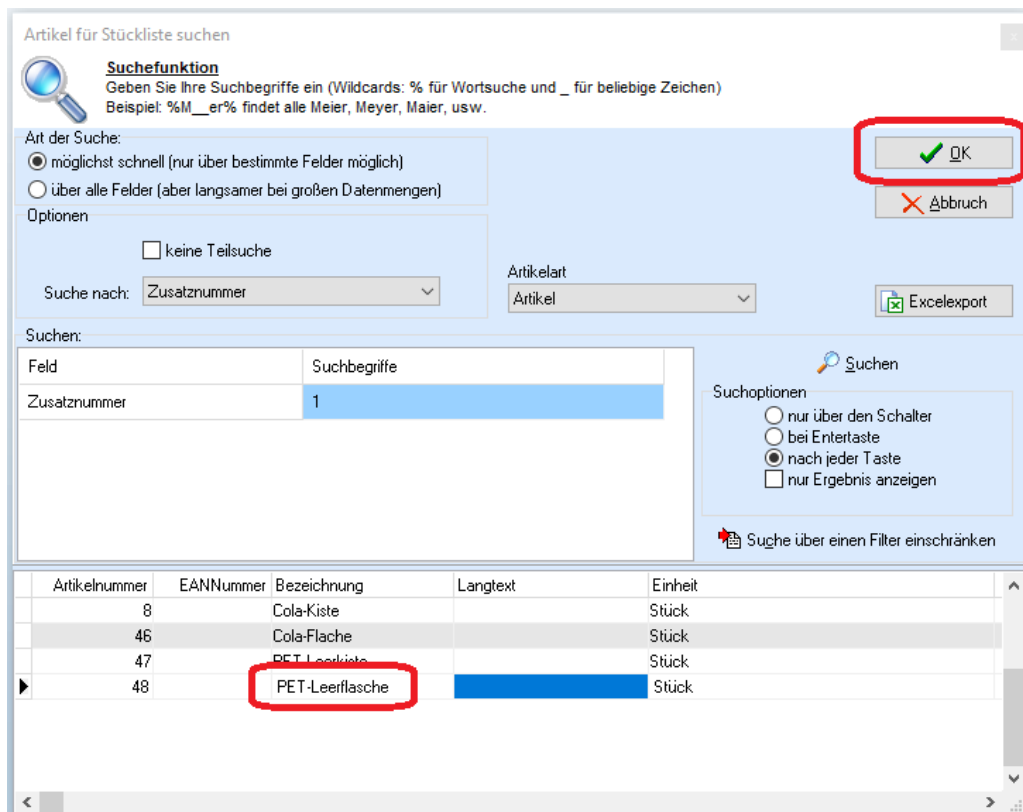 Artikel für Stückliste suchen
Suchefunktion
Geben Sie Ihre Suchbegriffe ein (Wildcards: % für Wortsuche und _ für beliebige Zeichen)
Beispiel: %M__er% findet alle Meier, Meyer, Maier, usw.
Art der Suche:
möglichst schnell (nur über bestimmte Felder möglich)
über alle Felder (aber langsamer bei großen Datenmengen)
OK
Abbruch
Optionen
keine Teilsuche
Suche nach: Zusatznummer
Artikelart
Artikel
Excelexport
Suchen:
Feld Suchbegriffe
Zusatznummer 1
Suchen
Suchoptionen
nur über den Schalter
bei Entertaste
nach jeder Taste
nur Ergebnis anzeigen
Suche über einen Filter einschränken
Artikelnummer EANNummer Bezeichnung Langtext Einheit
8 Cola-Kiste Stück
46 Cola-Flache Stück
47 PET-Leerkiste Stück
48 PET-Leerflasche Stück